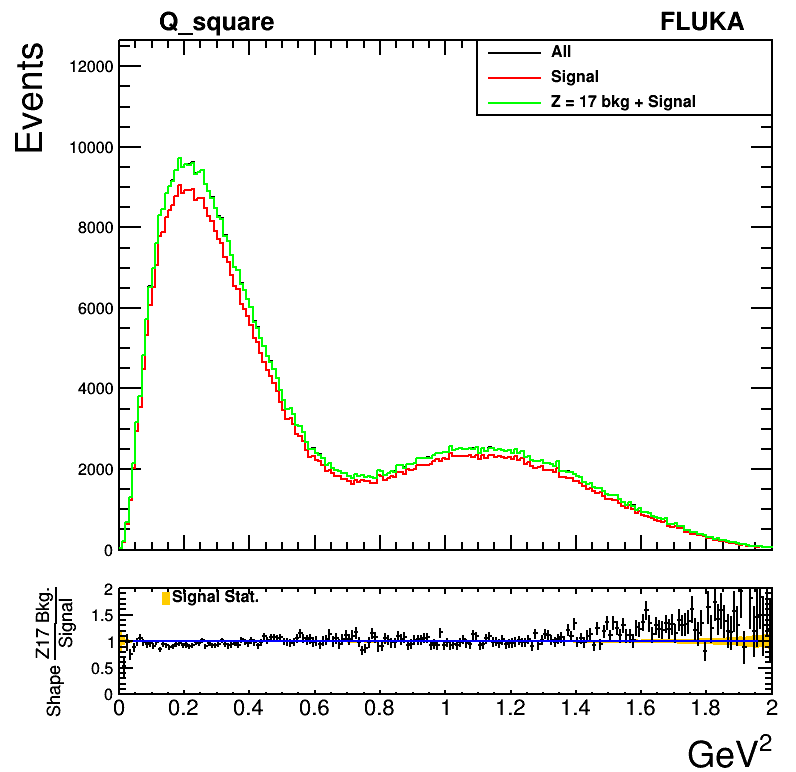 Q_square FLUKA
Events
All
Signal
Z = 17 bkg + Signal
12000
10000
8000
6000
4000
2000
0
Shape Z17 Bkg.
Signal
Signal Stat.
2
1.5
1
0.5
0
0 0.2 0.4 0.6 0.8 1 1.2 1.4 1.6 1.8 2
GeV²